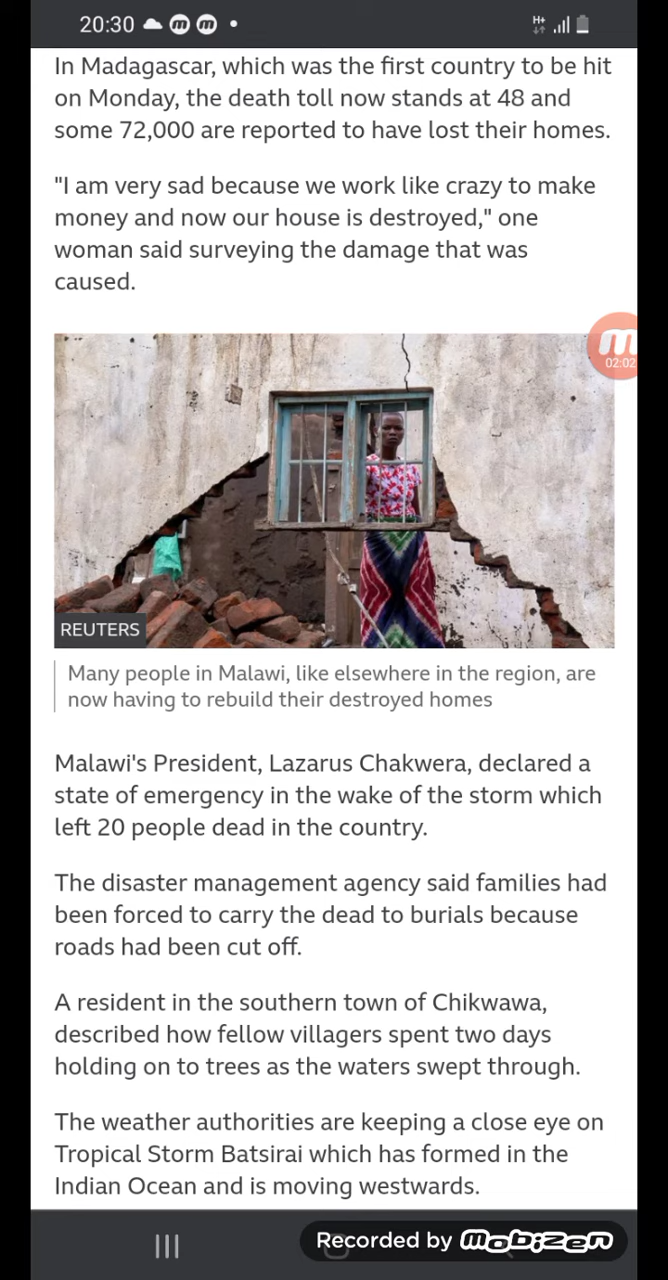 20:30
H+
In Madagascar, which was the first country to be hit
on Monday, the death toll now stands at 48 and
some 72,000 are reported to have lost their homes.
"I am very sad because we work like crazy to make
money and now our house is destroyed," one
woman said surveying the damage that was
caused.
m
02:02
REUTERS
Many people in Malawi, like elsewhere in the region, are
now having to rebuild their destroyed homes
Malawi's President, Lazarus Chakwera, declared a
state of emergency in the wake of the storm which
left 20 people dead in the country.
The disaster management agency said families had
been forced to carry the dead to burials because
roads had been cut off.
A resident in the southern town of Chikwawa,
described how fellow villagers spent two days
holding on to trees as the waters swept through.
The weather authorities are keeping a close eye on
Tropical Storm Batsirai which has formed in the
Indian Ocean and is moving westwards.
Recorded by mobizen